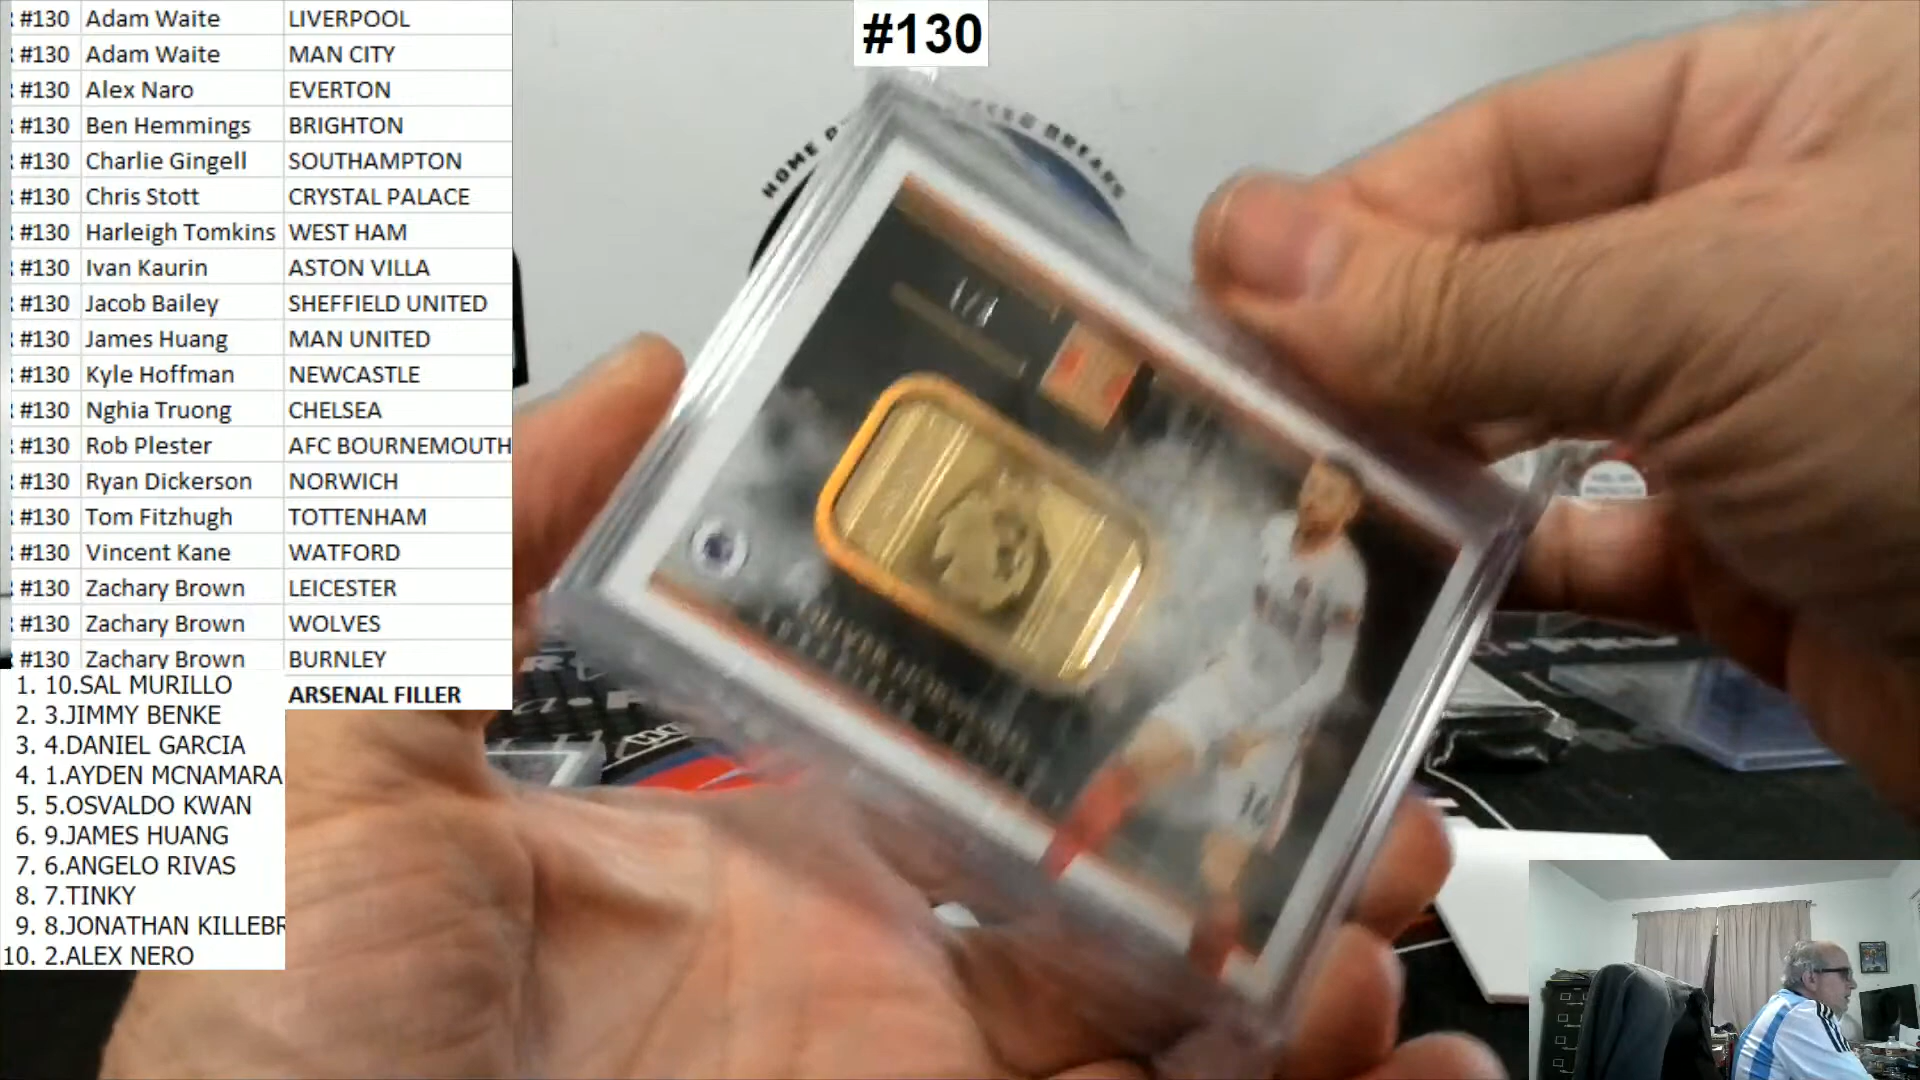 #130 Adam Waite LIVERPOOL
#130 Adam Waite MAN CITY
#130 Alex Naro EVERTON
#130 Ben Hemmings BRIGHTON
#130 Charlie Gingell SOUTHAMPTON
#130 Chris Stott CRYSTAL PALACE
#130 Harleigh Tomkins WEST HAM
#130 Ivan Kaurin ASTON VILLA
#130 Jacob Bailey SHEFFIELD UNITED
#130 James Huang MAN UNITED
#130 Kyle Hoffman NEWCASTLE
#130 Nghia Truong CHELSEA
#130 Rob Plester AFC BOURNEMOUTH
#130 Ryan Dickerson NORWICH
#130 Tom Fitzhugh TOTTENHAM
#130 Vincent Kane WATFORD
#130 Zachary Brown LEICESTER
#130 Zachary Brown WOLVES
#130 Zachary Brown BURNLEY
ARSENAL FILLER
1. 10.SAL MURILLO
2. 3.JIMMY BENKE
3. 4.DANIEL GARCIA
4. 1.AYDEN MCNAMARA
5. 5.OSVALDO KWAN
6. 9.JAMES HUANG
7. 6.ANGELO RIVAS
8. 7.TINKY
9. 8.JONATHAN KILLEBR
10. 2.ALEX NERO
#130
HOME
BREAKS
OLIVER